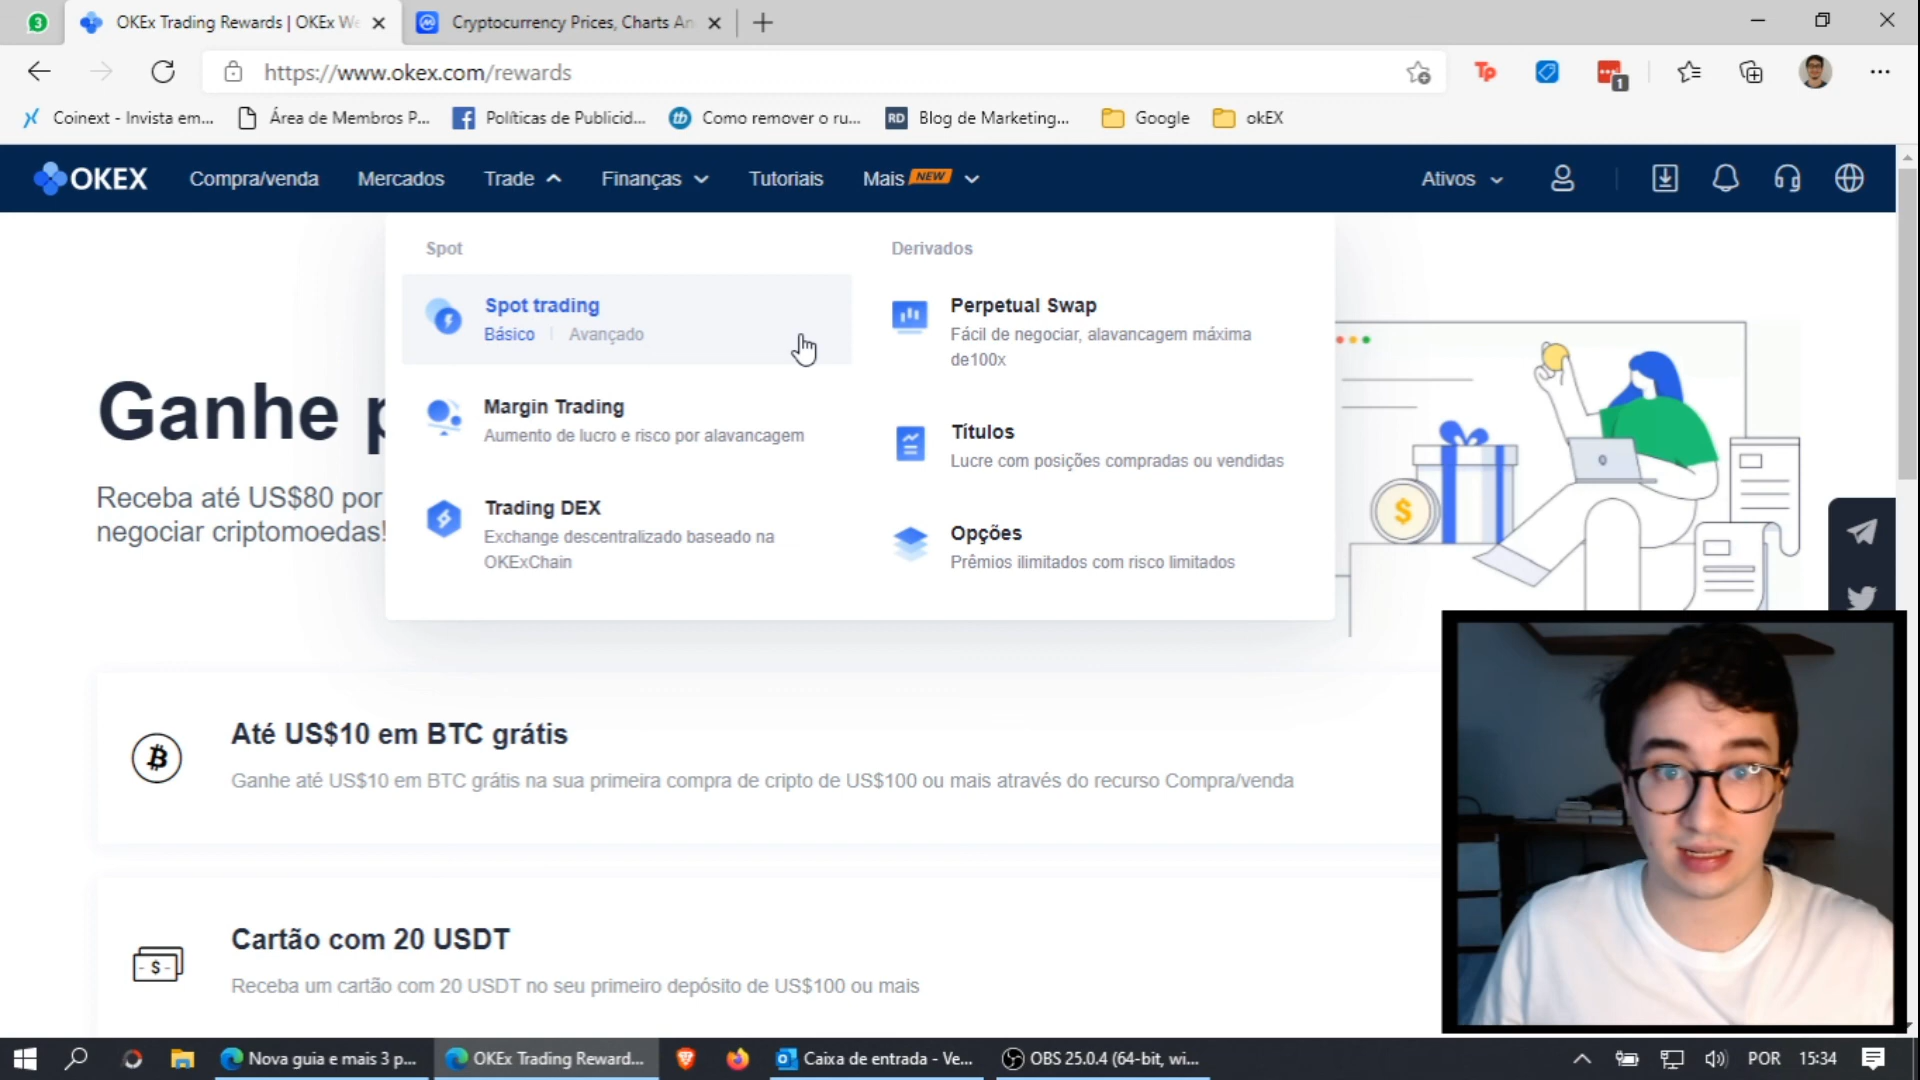 3
OKEx Trading Rewards | OKEx We
Cryptocurrency Prices, Charts An
https://www.okex.com/rewards
Tp
1
Coinext - Invista em...
Área de Membros P...
Políticas de Publicid...
tb
Como remover o ru...
RD
Blog de Marketing...
Google
okEX
OKEX
Compra/venda
Mercados
Trade
Finanças
Tutoriais
Mais NEW
Ativos
Spot
Spot trading
Básico
Avançado
Margin Trading
Aumento de lucro e risco por alavancagem
Trading DEX
Exchange descentralizado baseado na
OKExChain
Derivados
Perpetual Swap
Fácil de negociar, alavancagem máxima
de100x
Títulos
Lucre com posições compradas ou vendidas
Opções
Prêmios ilimitados com risco limitados
Ganhe p
Receba até US$80 por
negociar criptomoedas!
$
Até US$10 em BTC grátis
Ganhe até US$10 em BTC grátis na sua primeira compra de cripto de US$100 ou mais através do recurso Compra/venda
Cartão com 20 USDT
- $ -
Receba um cartão com 20 USDT no seu primeiro depósito de US$100 ou mais
Nova guia e mais 3 p...
OKEx Trading Reward...
Caixa de entrada - Ve...
OBS 25.0.4 (64-bit, wi...
POR
15:34